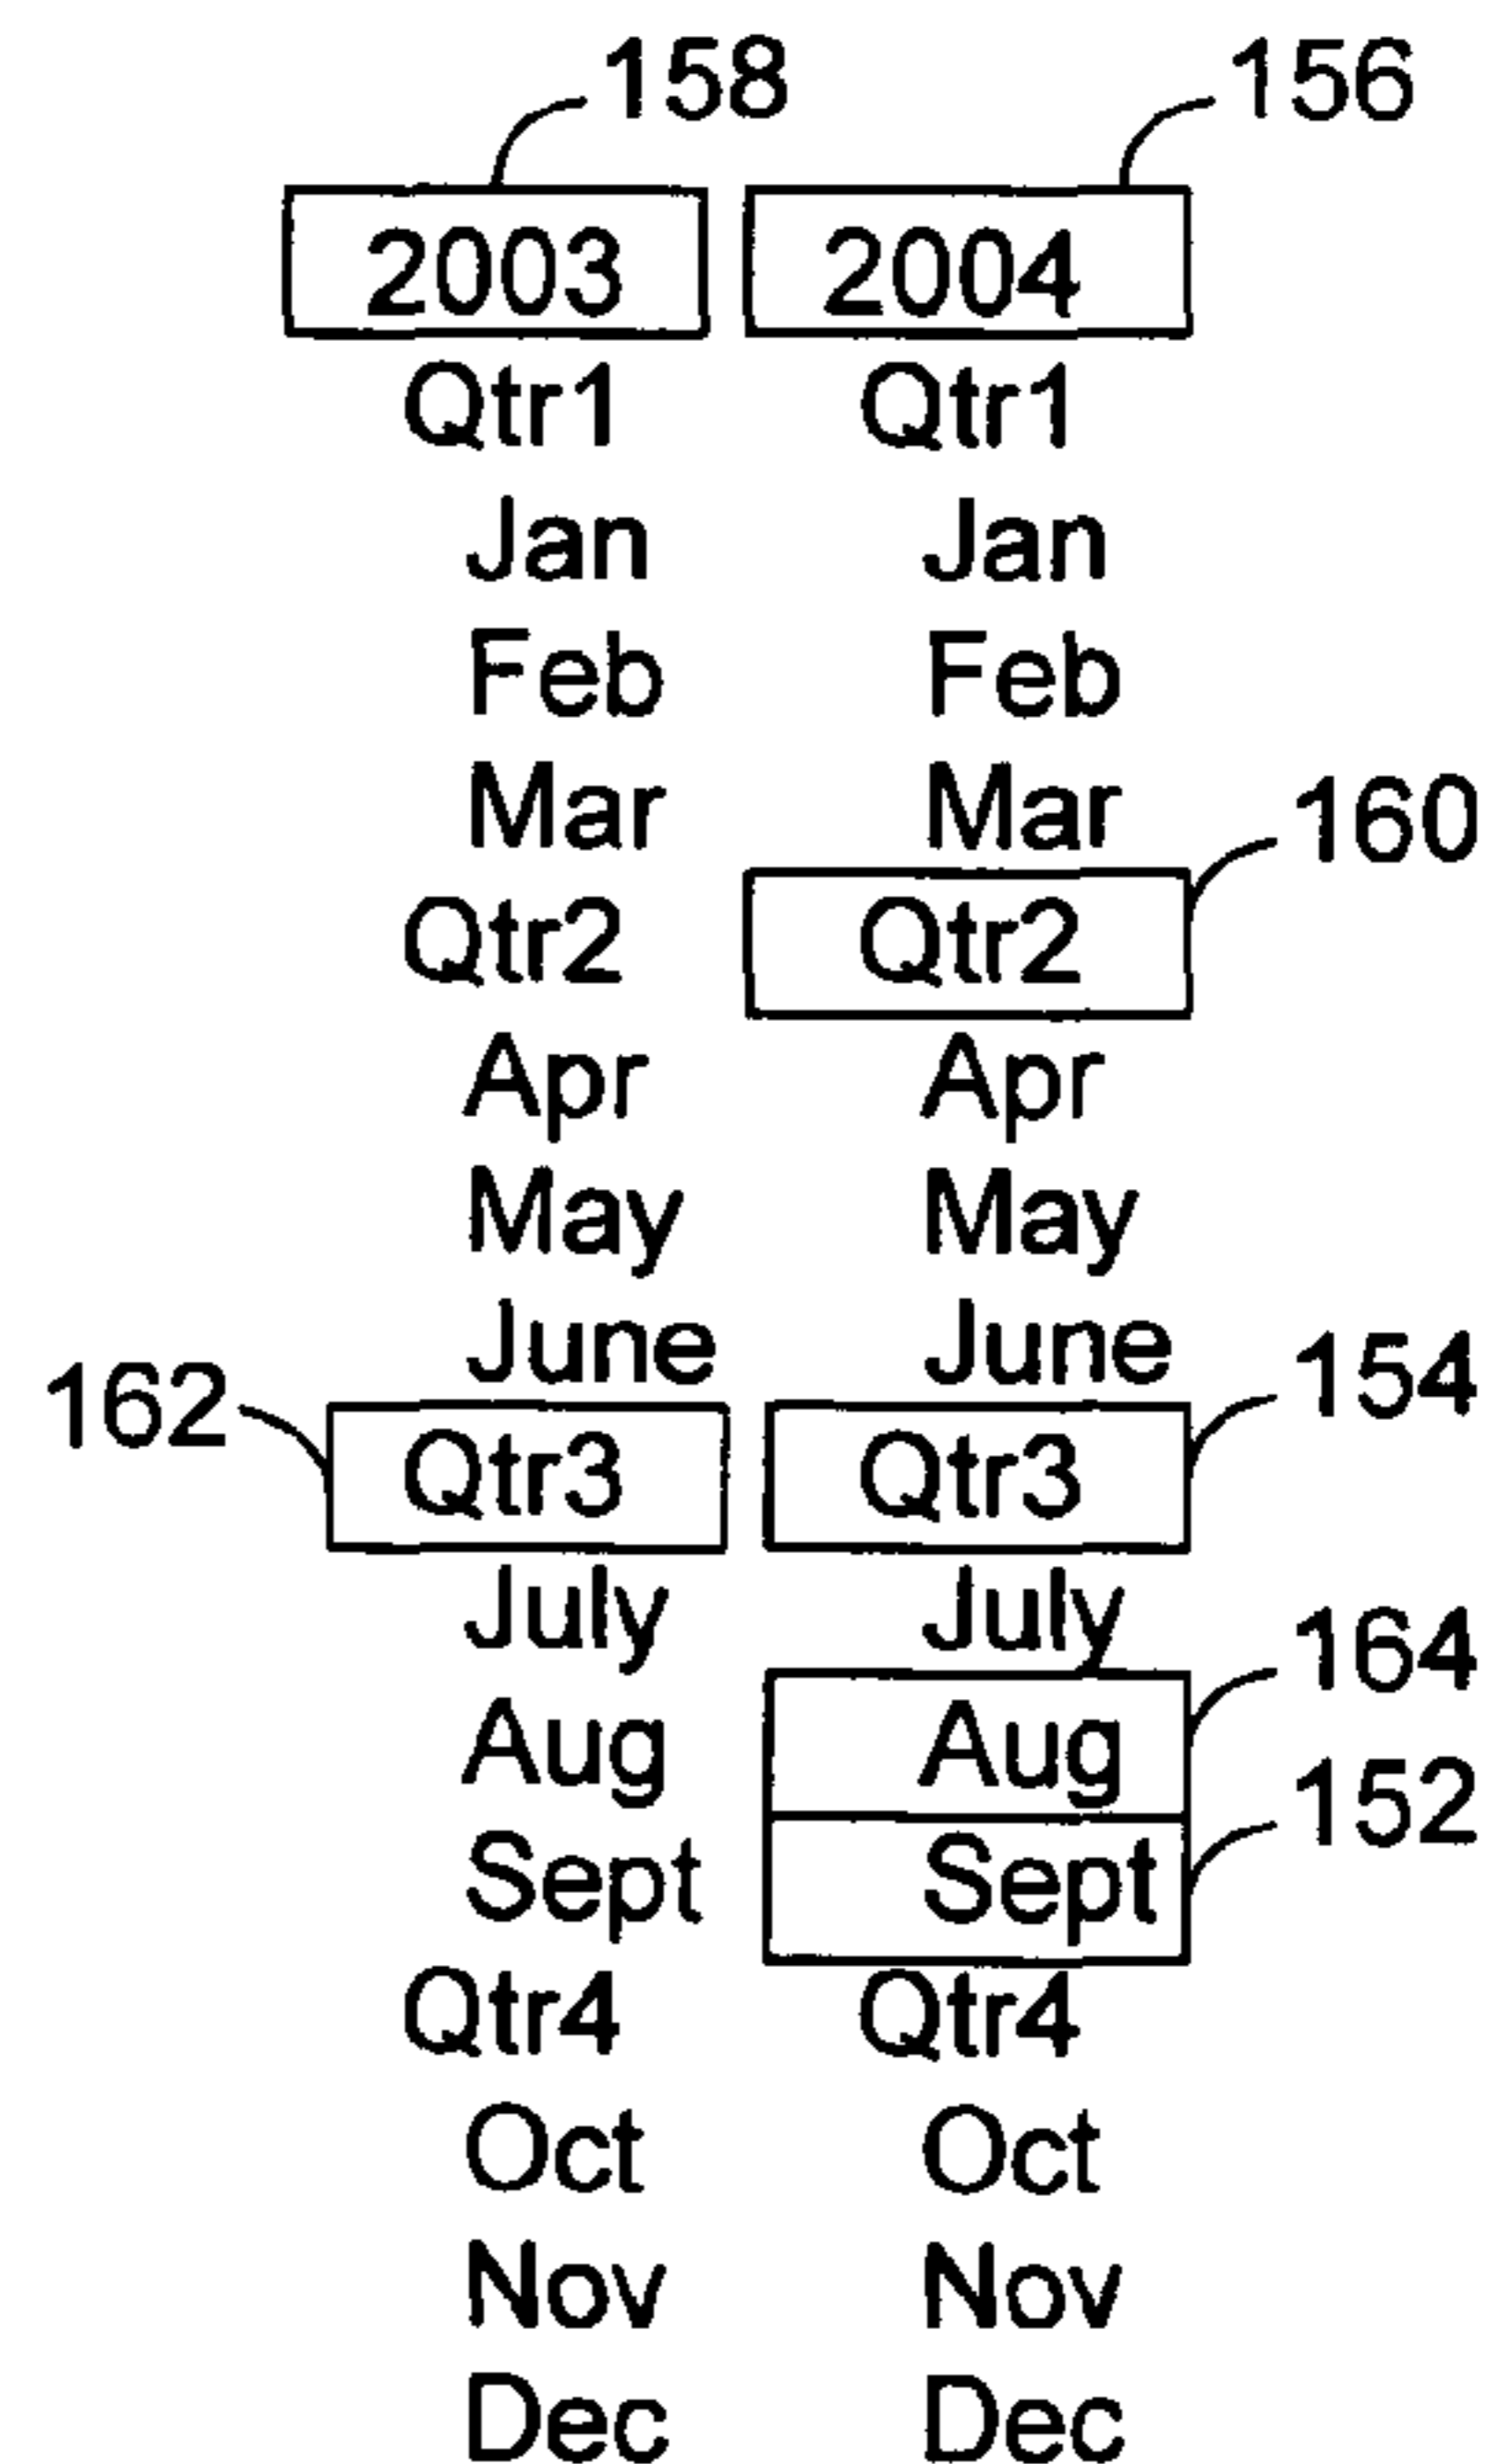 158 156
2003 2004
Qtr1 Qtr1
Jan Jan
Feb Feb
Mar Mar
160
Qtr2 Qtr2
Apr Apr
May May
June June
162 154
Qtr3 Qtr3
July July
164
Aug Aug
152
Sept Sept
Qtr4 Qtr4
Oct Oct
Nov Nov
Dec Dec